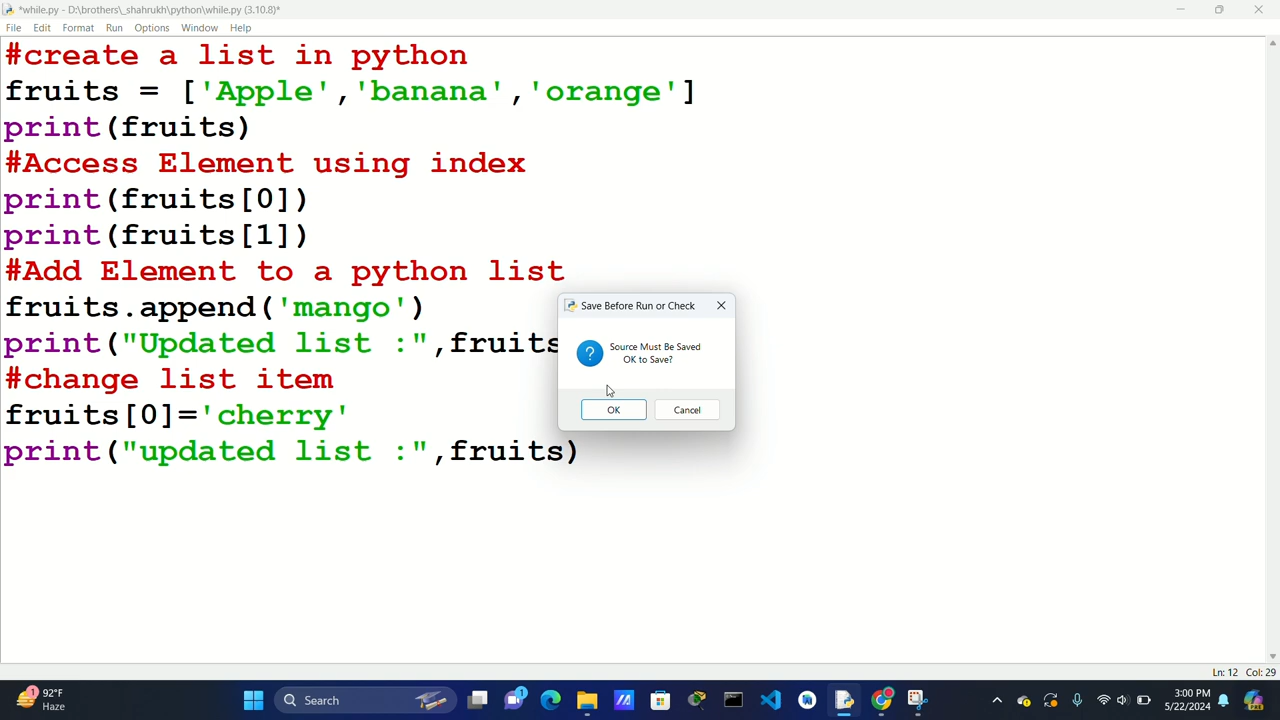 *while.py - D:\brothers\_shahrukh\python\while.py (3.10.8)*
File Edit Format Run Options Window Help
#create a list in python
fruits = ['Apple','banana','orange']
print(fruits)
#Access Element using index
print(fruits[0])
print(fruits[1])
#Add Element to a python list
fruits.append('mango')
print("Updated list :",fruits
#change list item
fruits[0]='cherry'
print("updated list :",fruits)
Save Before Run or Check
Source Must Be Saved
OK to Save?
OK Cancel
Ln: 12 Col: 29
1 92°F
Haze
Search
1
3:00 PM
5/22/2024